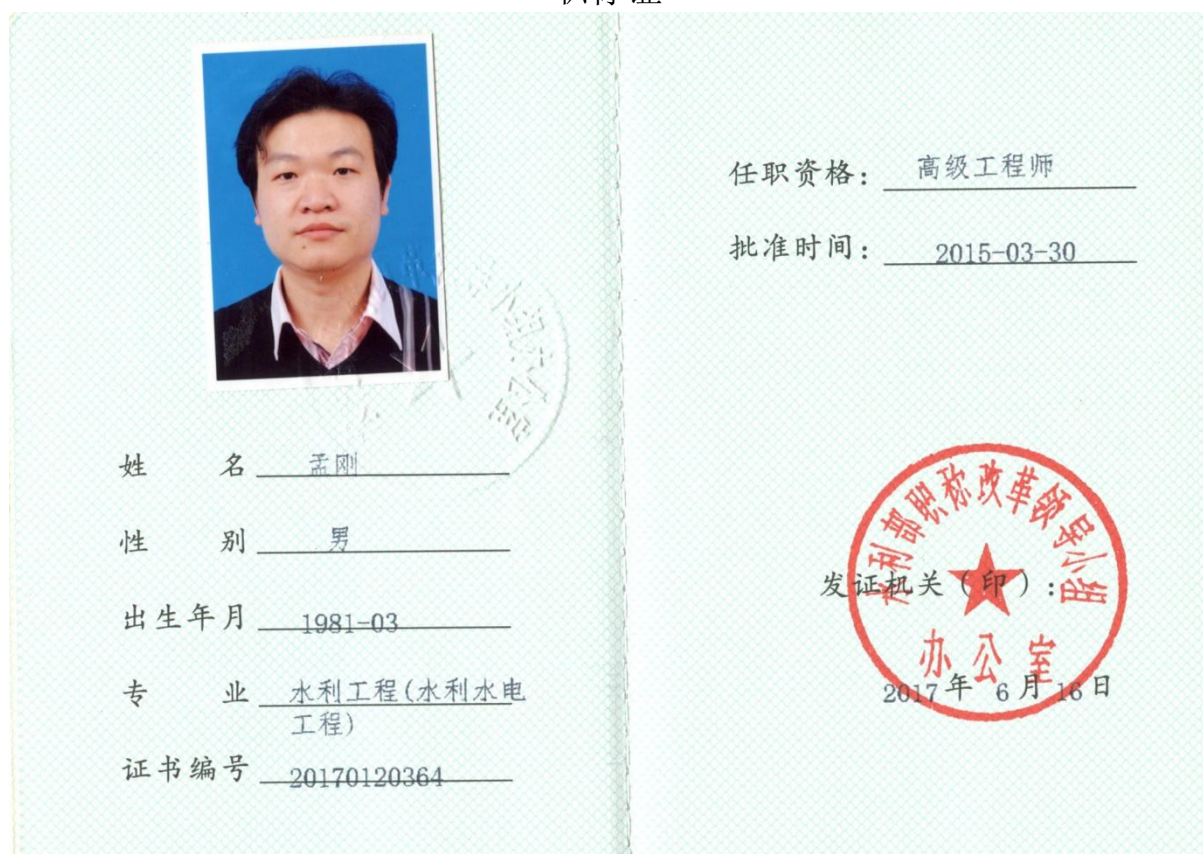 姓 名 孟刚
性 别 男
出生年月 1981-03
专 业 水利工程(水利水电
工程)
证书编号 20170120364
任职资格: 高级工程师
批准时间: 2015-03-30
水利部职称改革领导小组
发证机关(印):
办公室
2017年 6月16日